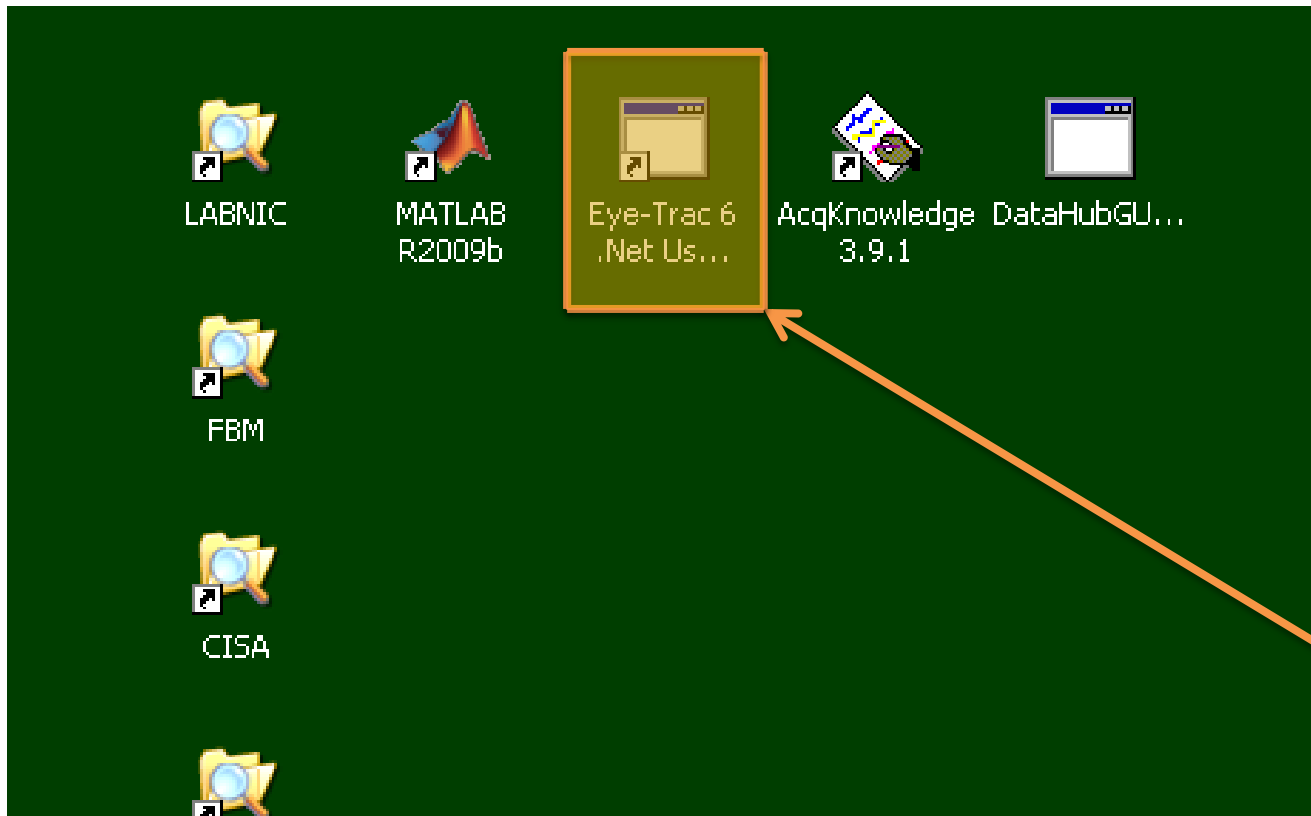 LABNIC
MATLAB
R2009b
Eye-Trac 6
.Net Us...
AcqKnowledge
3.9.1
DataHubGU...
FBM
CISA